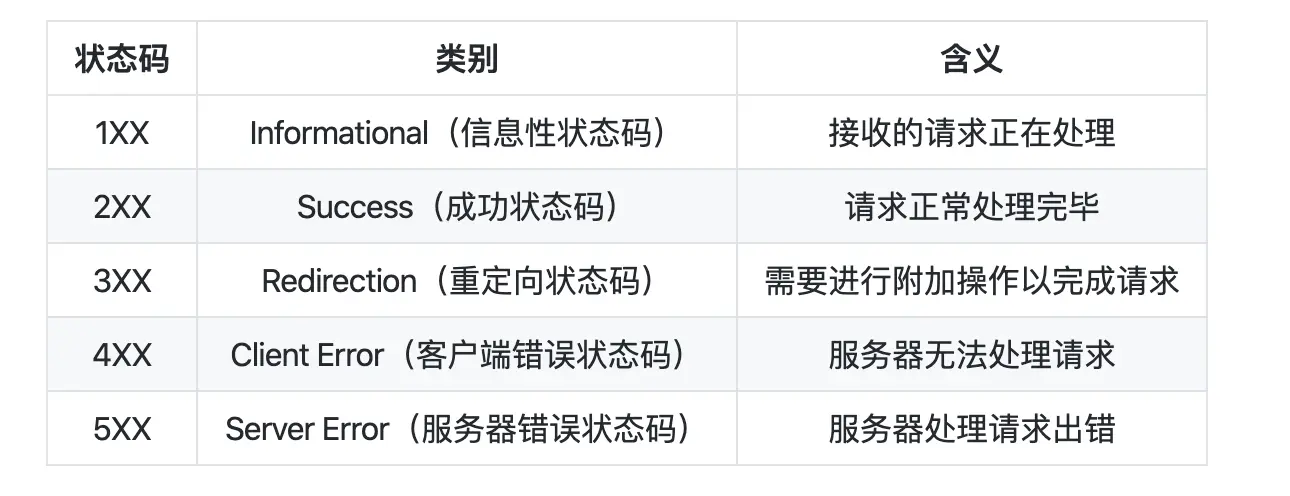 状态码 类别 含义
1XX Informational（信息性状态码） 接收的请求正在处理
2XX Success（成功状态码） 请求正常处理完毕
3XX Redirection（重定向状态码） 需要进行附加操作以完成请求
4XX Client Error（客户端错误状态码） 服务器无法处理请求
5XX Server Error（服务器错误状态码） 服务器处理请求出错